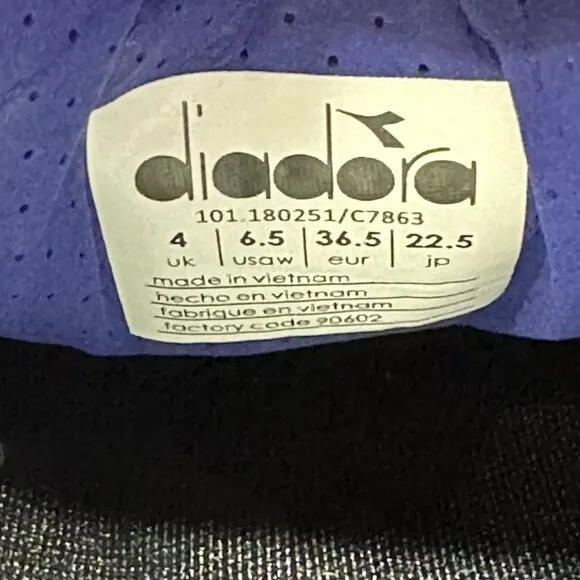 diadora
101.180251/C7863
4 | 6.5 | 36.5 | 22.5
uk | usaw | eur | jp
made in vietnam
hecho en vietnam
fabrique en vietnam
factory code 90602